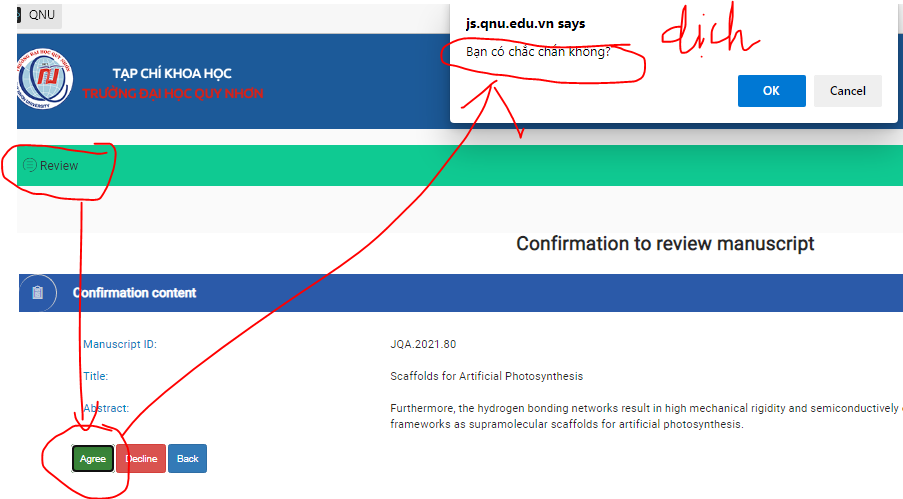 QNU
js.qnu.edu.vn says
Bạn có chắc chắn không?
dịch
OK
Cancel
TẠP CHÍ KHOA HỌC
TRƯỜNG ĐẠI HỌC QUY NHƠN
Review
Confirmation to review manuscript
Confirmation content
Manuscript ID:
JQA.2021.80
Title:
Scaffolds for Artificial Photosynthesis
Abstract:
Furthermore, the hydrogen bonding networks result in high mechanical rigidity and semiconductively
frameworks as supramolecular scaffolds for artificial photosynthesis.
Agree
Decline
Back